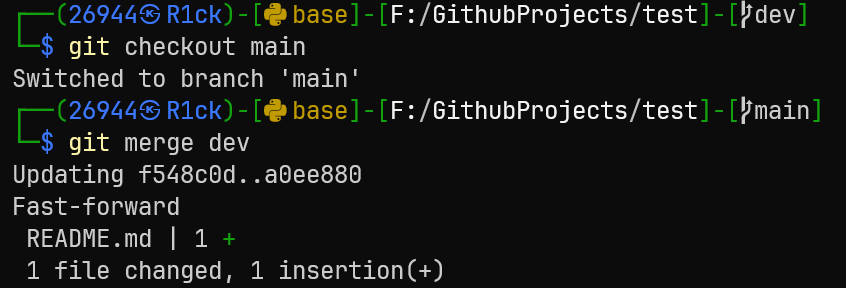 ┌──(26944㉿R1ck)-[base]-[F:/GithubProjects/test]-[dev]
└─$ git checkout main
Switched to branch 'main'
┌──(26944㉿R1ck)-[base]-[F:/GithubProjects/test]-[main]
└─$ git merge dev
Updating f548c0d..a0ee880
Fast-forward
 README.md | 1 +
 1 file changed, 1 insertion(+)